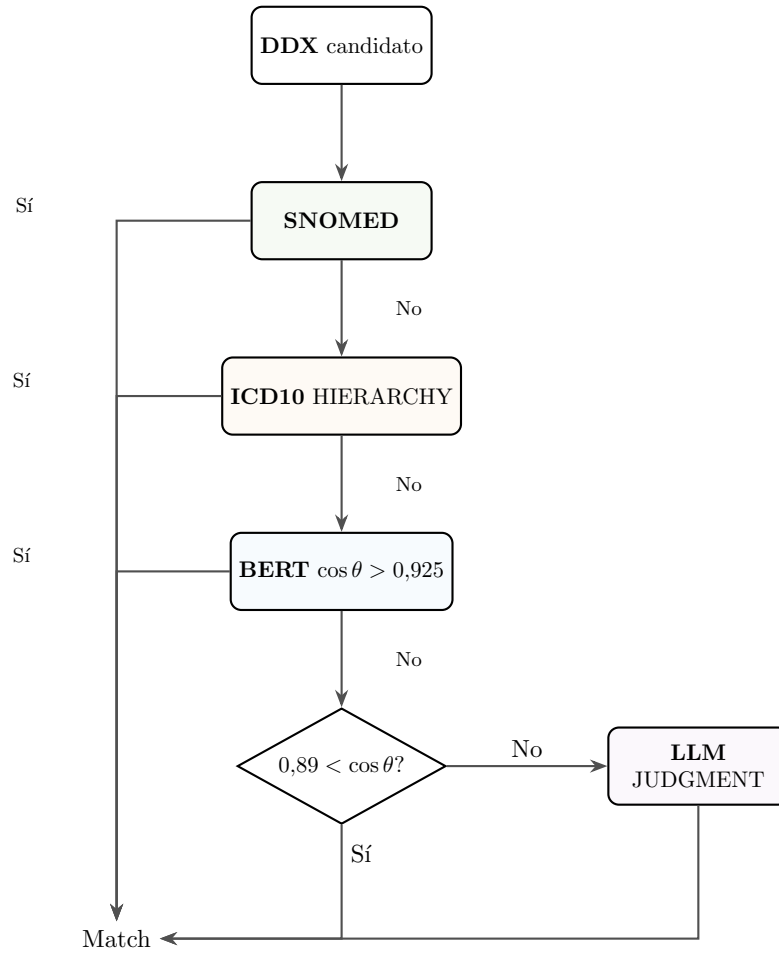 DDX candidato
Sí
SNOMED
No
Sí
ICD10 HIERARCHY
No
Sí
BERT cos θ > 0,925
No
0,89 < cos θ?
No
LLM
JUDGMENT
Sí
Match